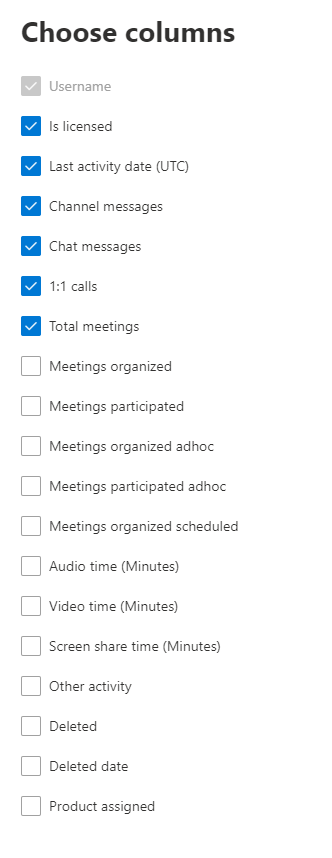 Choose columns
Username
Is licensed
Last activity date (UTC)
Channel messages
Chat messages
1:1 calls
Total meetings
Meetings organized
Meetings participated
Meetings organized adhoc
Meetings participated adhoc
Meetings organized scheduled
Audio time (Minutes)
Video time (Minutes)
Screen share time (Minutes)
Other activity
Deleted
Deleted date
Product assigned